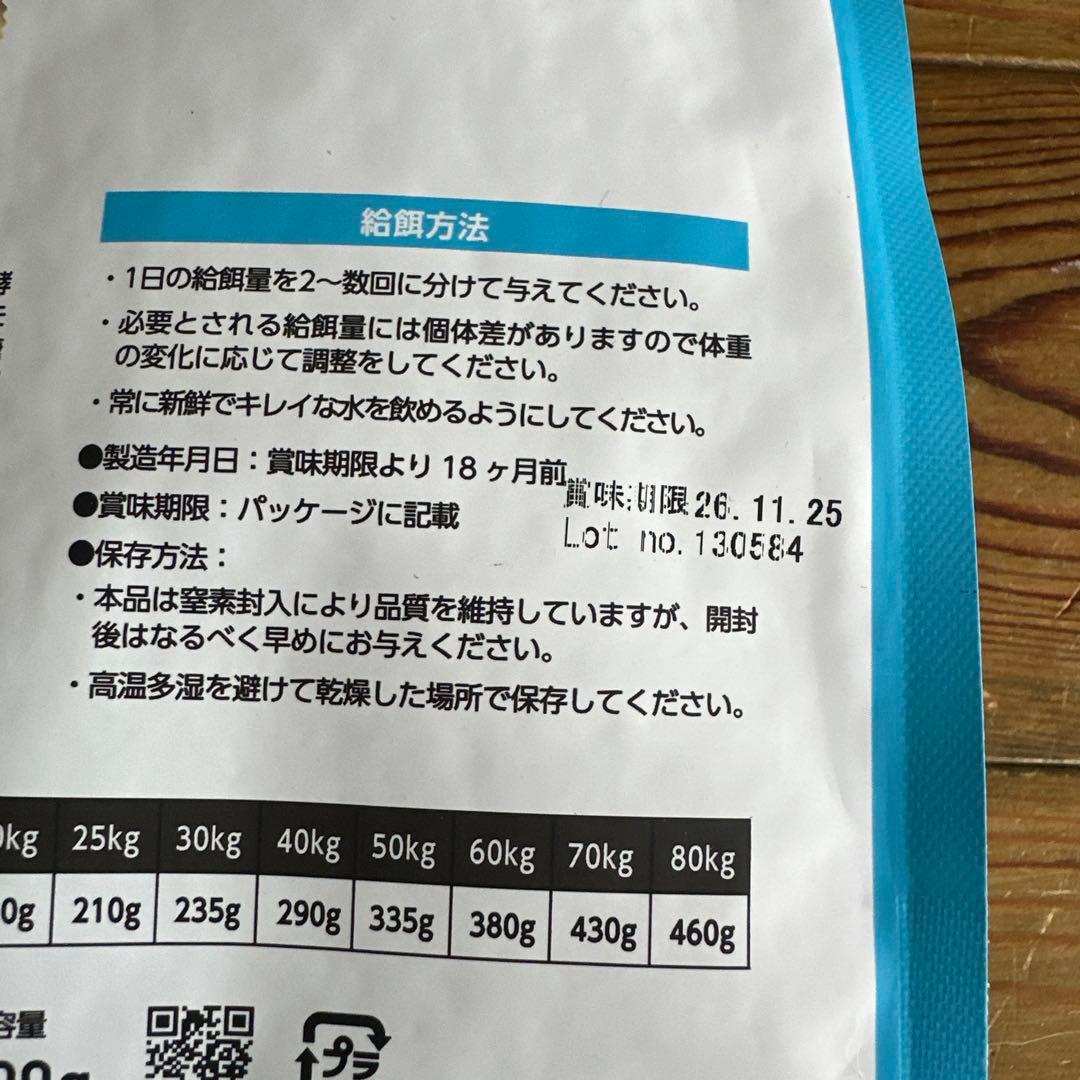 給餌方法
・1日の給餌量を2〜数回に分けて与えてください。
・必要とされる給餌量には個体差がありますので体重
の変化に応じて調整をしてください。
・常に新鮮でキレイな水を飲めるようにしてください。
●製造年月日：賞味期限より 18 ヶ月前
●賞味期限：パッケージに記載
賞味期限 26. 11. 25
Lot no. 130584
●保存方法：
・本品は窒素封入により品質を維持していますが、開封
後はなるべく早めにお与えください。
・高温多湿を避けて乾燥した場所で保存してください。
25kg 30kg 40kg 50kg 60kg 70kg 80kg
210g 235g 290g 335g 380g 430g 460g
容量
プラ